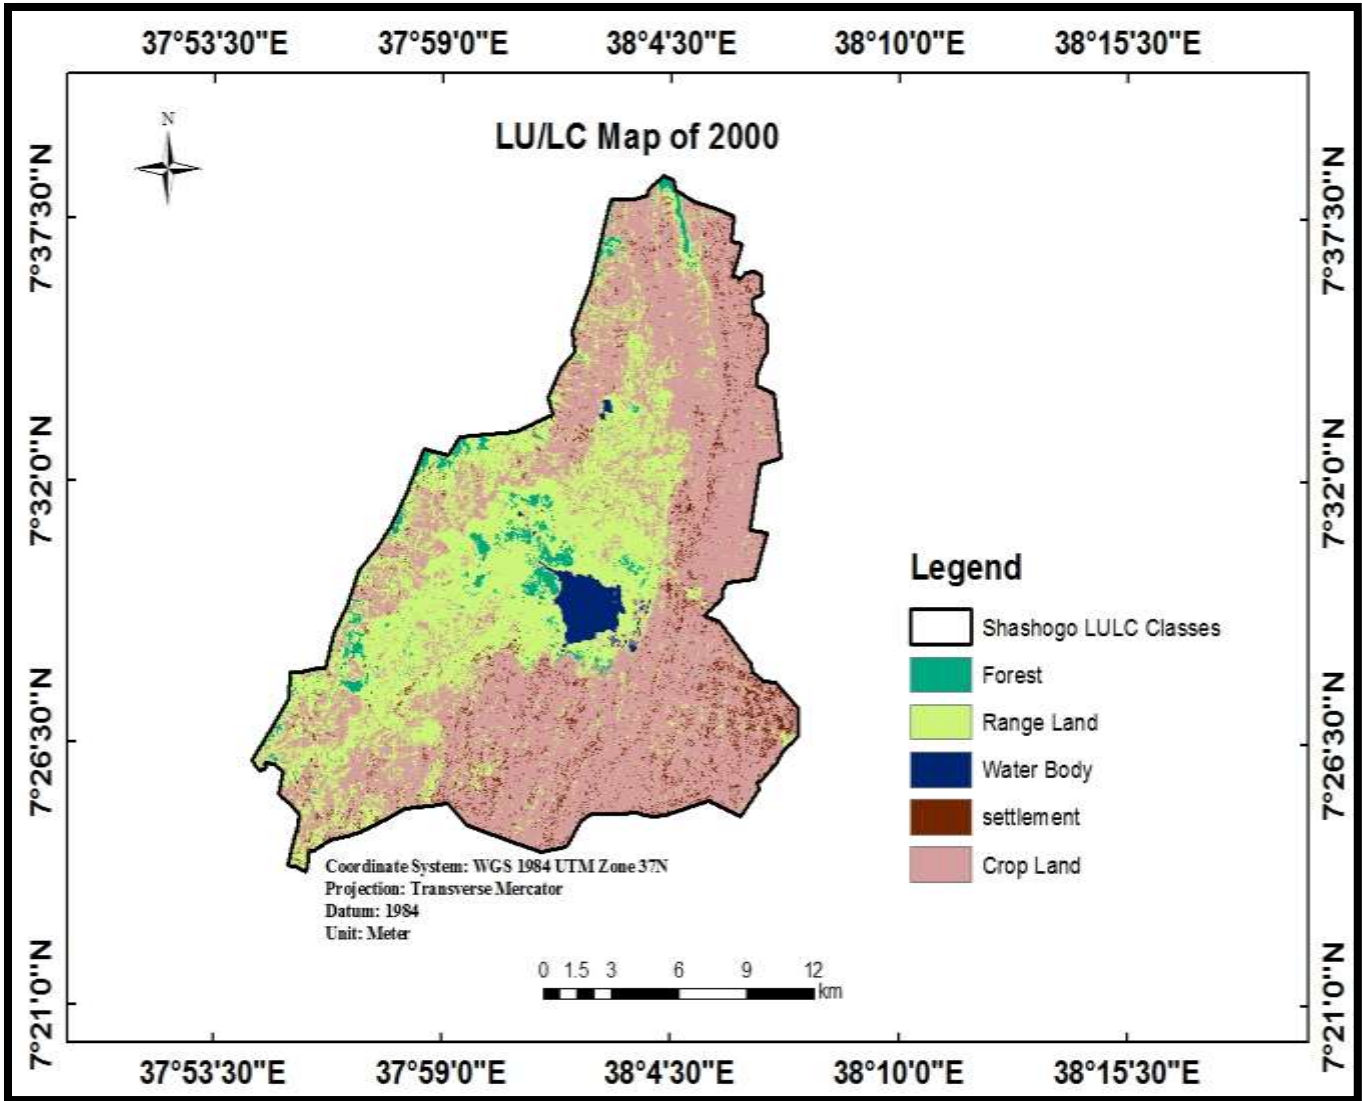 37°53'30"E 37°59'0"E 38°4'30"E 38°10'0"E 38°15'30"E
N
LU/LC Map of 2000
7°37'30"N
7°37'30"N
7°32'0"N
7°32'0"N
Legend
Shashogo LULC Classes
Forest
Range Land
Water Body
settlement
Crop Land
7°26'30"N
7°26'30"N
Coordinate System: WGS 1984 UTM Zone 37N
Projection: Transverse Mercator
Datum: 1984
Unit: Meter
0 1.5 3 6 9 12
km
7°21'0"N
7°21'0"N
37°53'30"E 37°59'0"E 38°4'30"E 38°10'0"E 38°15'30"E